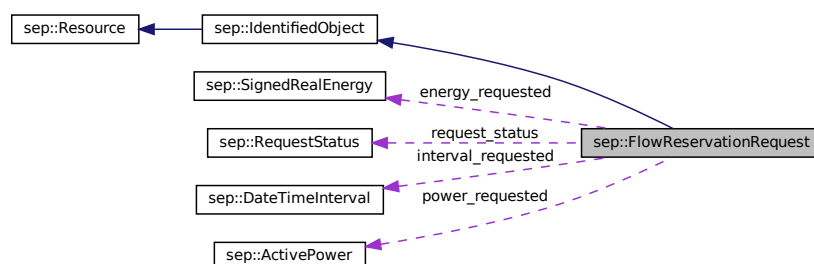 sep::Resource
sep::IdentifiedObject
sep::SignedRealEnergy
energy_requested
sep::RequestStatus
request_status
sep::FlowReservationRequest
interval_requested
sep::DateTimeInterval
power_requested
sep::ActivePower